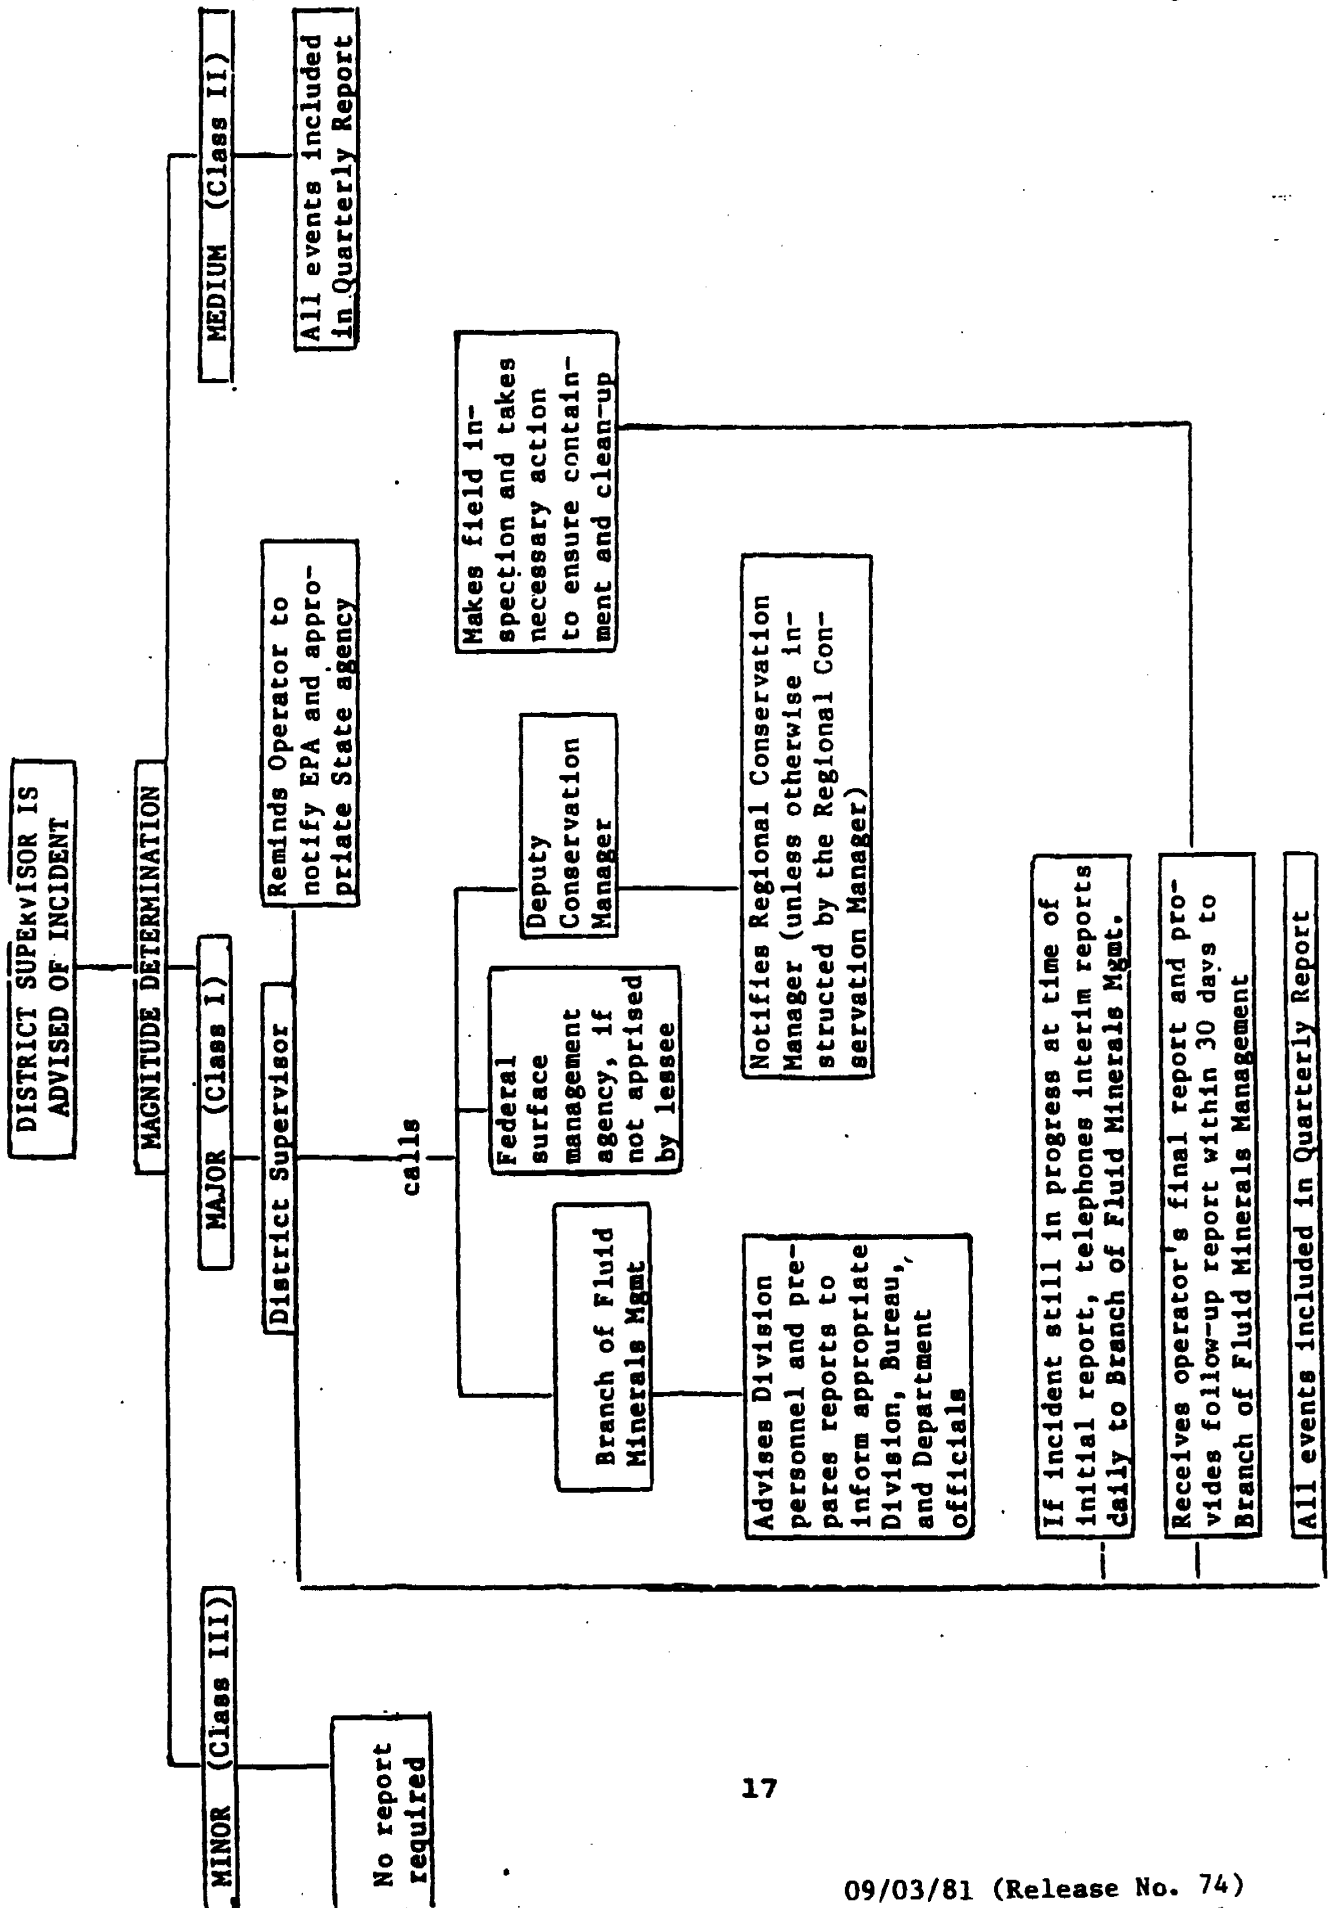 DISTRICT SUPERVISOR IS
ADVISED OF INCIDENT
MAGNITUDE DETERMINATION
MINOR (Class III)
No report
required
MAJOR (Class I)
District Supervisor
Reminds Operator to
notify EPA and appro-
priate State agency
calls
Branch of Fluid
Minerals Mgmt
Advises Division
personnel and pre-
pares reports to
inform appropriate
Division, Bureau,
and Department
officials
Federal
surface
management
agency, if
not apprised
by lessee
Deputy
Conservation
Manager
Notifies Regional Conservation
Manager (unless otherwise in-
structed by the Regional Con-
servation Manager)
Makes field in-
spection and takes
necessary action
to ensure contain-
ment and clean-up
If incident still in progress at time of
initial report, telephones interim reports
daily to Branch of Fluid Minerals Mgmt.
Receives operator's final report and pro-
vides follow-up report within 30 days to
Branch of Fluid Minerals Management
All events included in Quarterly Report
MEDIUM (Class II)
All events included
in Quarterly Report
17
09/03/81 (Release No. 74)